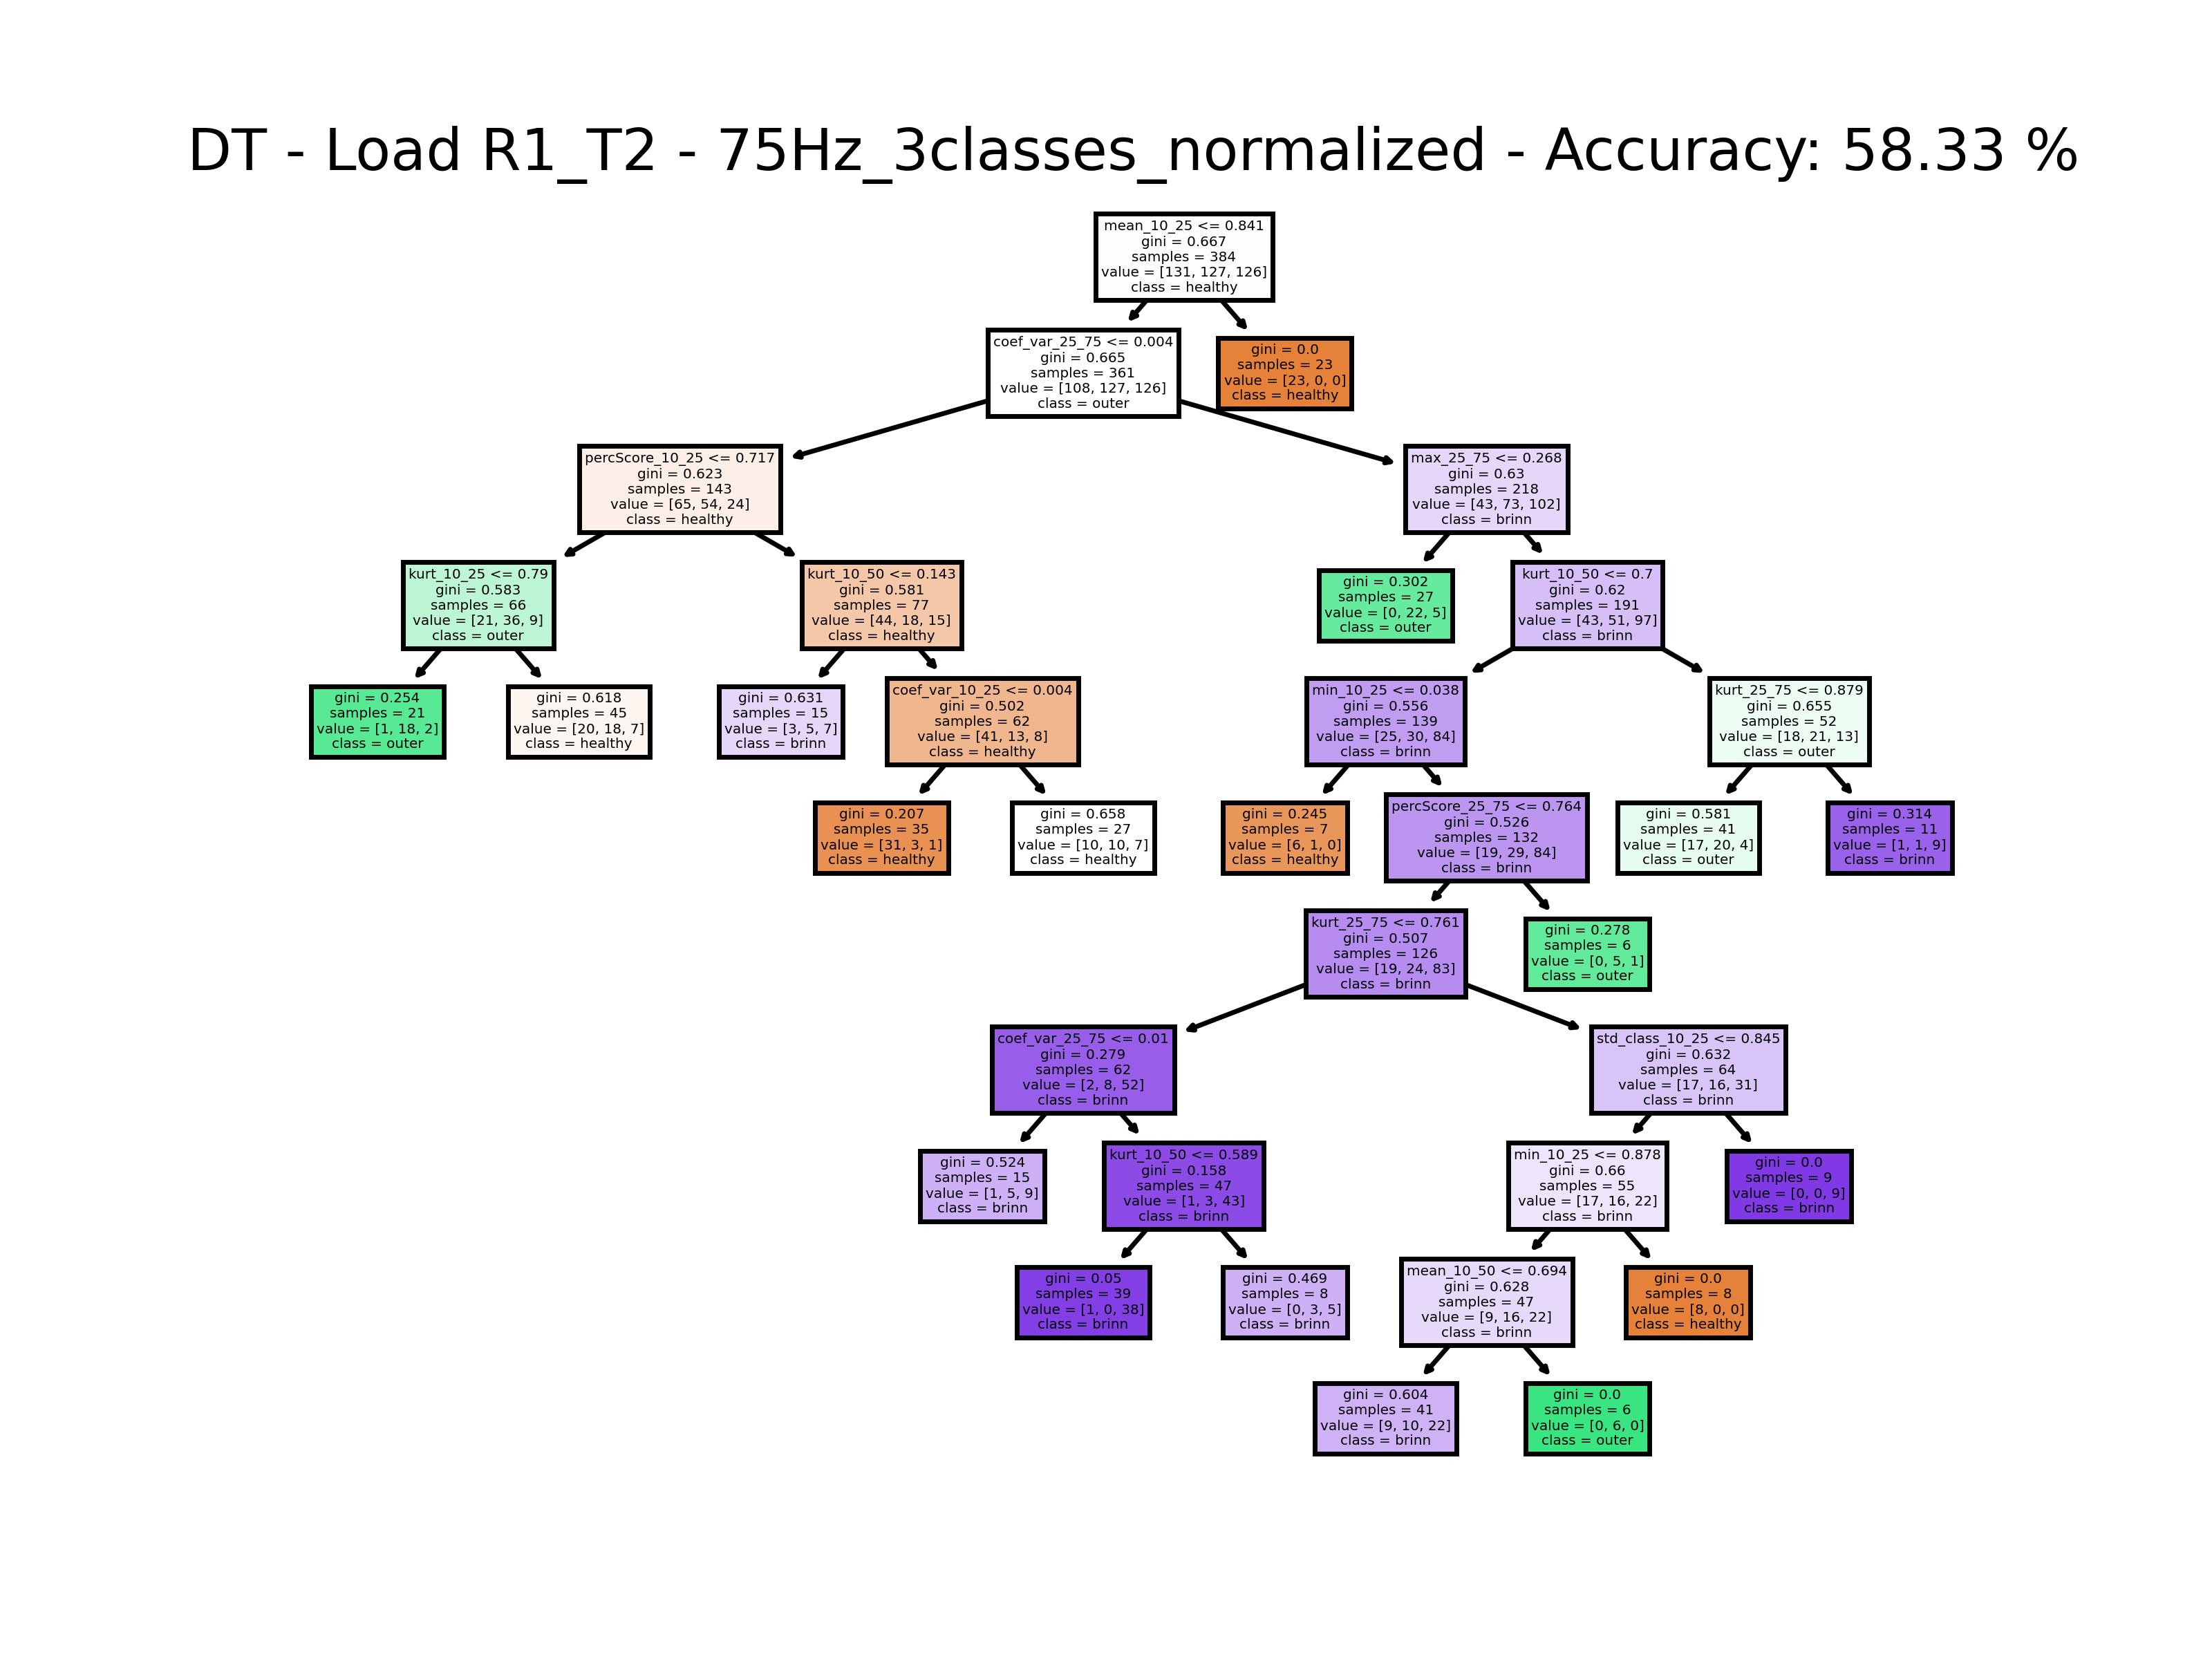 DT - Load R1_T2 - 75Hz_3classes_normalized - Accuracy: 58.33 %
mean_10_25 <= 0.841
gini = 0.667
samples = 384
value = [131, 127, 126]
class = healthy
coef_var_25_75 <= 0.004
gini = 0.665
samples = 361
value = [108, 127, 126]
class = outer
gini = 0.0
samples = 23
value = [23, 0, 0]
class = healthy
percScore_10_25 <= 0.717
gini = 0.623
samples = 143
value = [65, 54, 24]
class = healthy
max_25_75 <= 0.268
gini = 0.63
samples = 218
value = [43, 73, 102]
class = brinn
kurt_10_25 <= 0.79
gini = 0.583
samples = 66
value = [21, 36, 9]
class = outer
kurt_10_50 <= 0.143
gini = 0.581
samples = 77
value = [44, 18, 15]
class = healthy
gini = 0.302
samples = 27
value = [0, 22, 5]
class = outer
kurt_10_50 <= 0.7
gini = 0.62
samples = 191
value = [43, 51, 97]
class = brinn
gini = 0.254
samples = 21
value = [1, 18, 2]
class = outer
gini = 0.618
samples = 45
value = [20, 18, 7]
class = healthy
gini = 0.631
samples = 15
value = [3, 5, 7]
class = brinn
coef_var_10_25 <= 0.004
gini = 0.502
samples = 62
value = [41, 13, 8]
class = healthy
min_10_25 <= 0.038
gini = 0.556
samples = 139
value = [25, 30, 84]
class = brinn
kurt_25_75 <= 0.879
gini = 0.655
samples = 52
value = [18, 21, 13]
class = outer
gini = 0.207
samples = 35
value = [31, 3, 1]
class = healthy
gini = 0.658
samples = 27
value = [10, 10, 7]
class = healthy
gini = 0.245
samples = 7
value = [6, 1, 0]
class = healthy
percScore_25_75 <= 0.764
gini = 0.526
samples = 132
value = [19, 29, 84]
class = brinn
gini = 0.581
samples = 41
value = [17, 20, 4]
class = outer
gini = 0.314
samples = 11
value = [1, 1, 9]
class = brinn
kurt_25_75 <= 0.761
gini = 0.507
samples = 126
value = [19, 24, 83]
class = brinn
gini = 0.278
samples = 6
value = [0, 5, 1]
class = outer
coef_var_25_75 <= 0.01
gini = 0.279
samples = 62
value = [2, 8, 52]
class = brinn
std_class_10_25 <= 0.845
gini = 0.632
samples = 64
value = [17, 16, 31]
class = brinn
gini = 0.524
samples = 15
value = [1, 5, 9]
class = brinn
kurt_10_50 <= 0.589
gini = 0.158
samples = 47
value = [1, 3, 43]
class = brinn
min_10_25 <= 0.878
gini = 0.66
samples = 55
value = [17, 16, 22]
class = brinn
gini = 0.0
samples = 9
value = [0, 0, 9]
class = brinn
gini = 0.05
samples = 39
value = [1, 0, 38]
class = brinn
gini = 0.469
samples = 8
value = [0, 3, 5]
class = brinn
mean_10_50 <= 0.694
gini = 0.628
samples = 47
value = [9, 16, 22]
class = brinn
gini = 0.0
samples = 8
value = [8, 0, 0]
class = healthy
gini = 0.604
samples = 41
value = [9, 10, 22]
class = brinn
gini = 0.0
samples = 6
value = [0, 6, 0]
class = outer